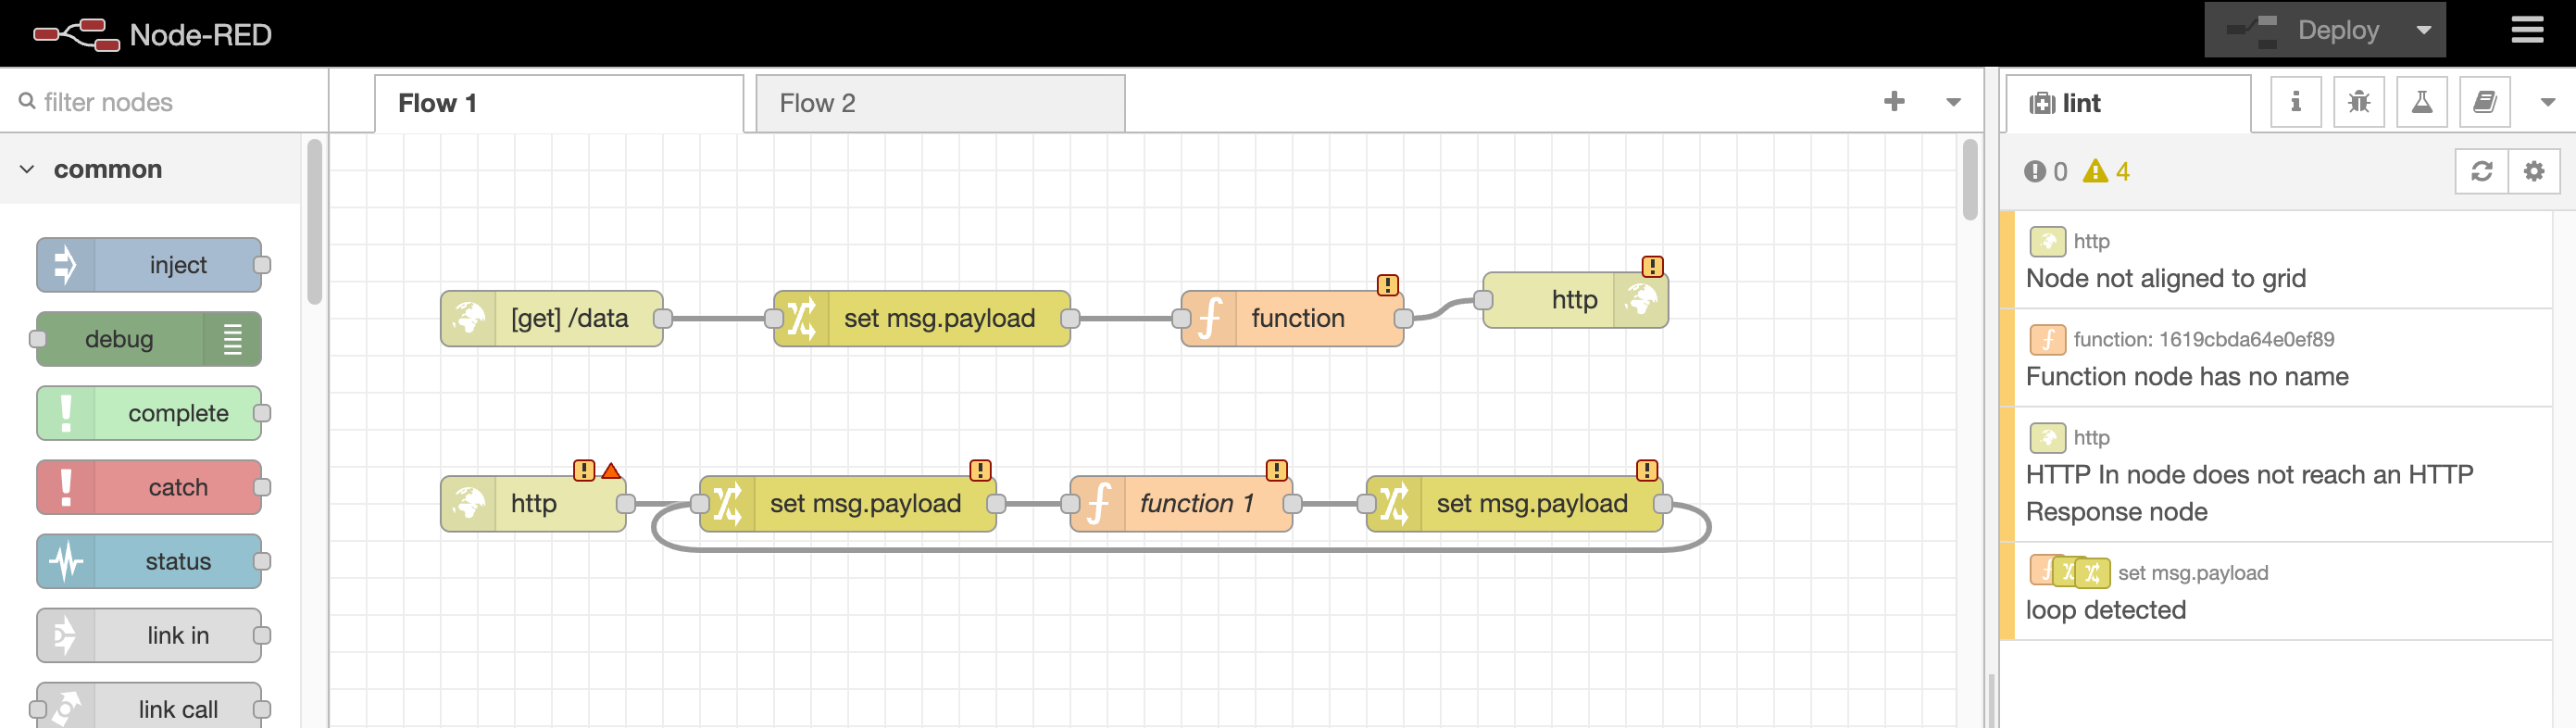 Node-RED
Deploy
filter nodes
Flow 1
Flow 2
lint
common
0
4
inject
debug
complete
catch
status
link in
link call
[get] /data
set msg.payload
function
http
http
set msg.payload
function 1
set msg.payload
http
Node not aligned to grid
function: 1619cbda64e0ef89
Function node has no name
http
HTTP In node does not reach an HTTP
Response node
set msg.payload
loop detected